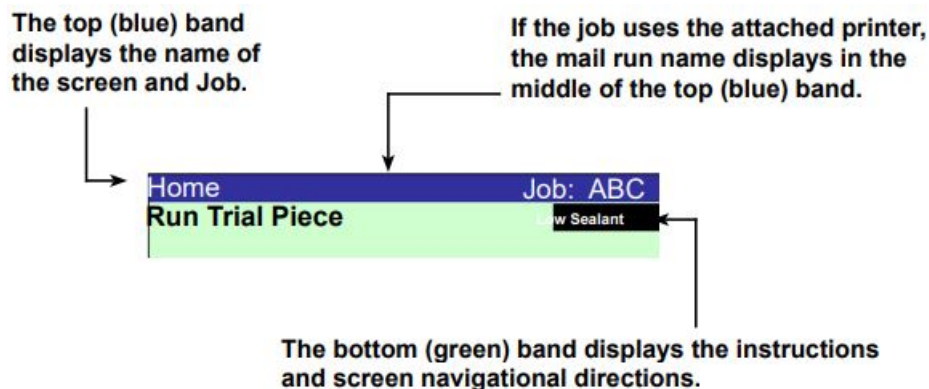 The top (blue) band
displays the name of
the screen and Job.
If the job uses the attached printer,
the mail run name displays in the
middle of the top (blue) band.
Home Job: ABC
Run Trial Piece Low Sealant
The bottom (green) band displays the instructions
and screen navigational directions.